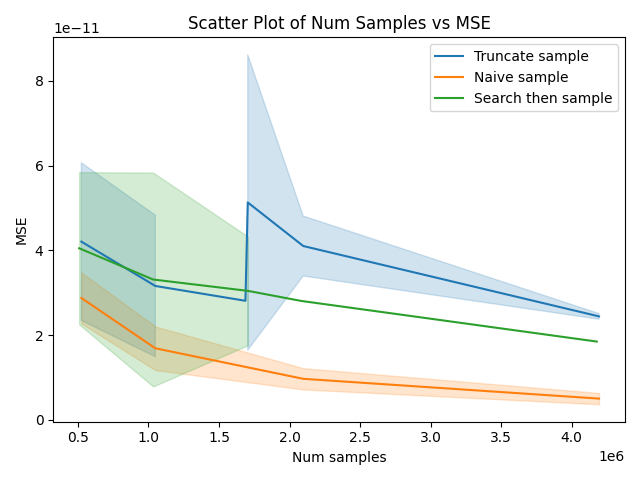 Scatter Plot of Num Samples vs MSE
1e−11
Truncate sample
Naive sample
Search then sample
8
6
4
2
0
MSE
0.5 1.0 1.5 2.0 2.5 3.0 3.5 4.0
1e6
Num samples